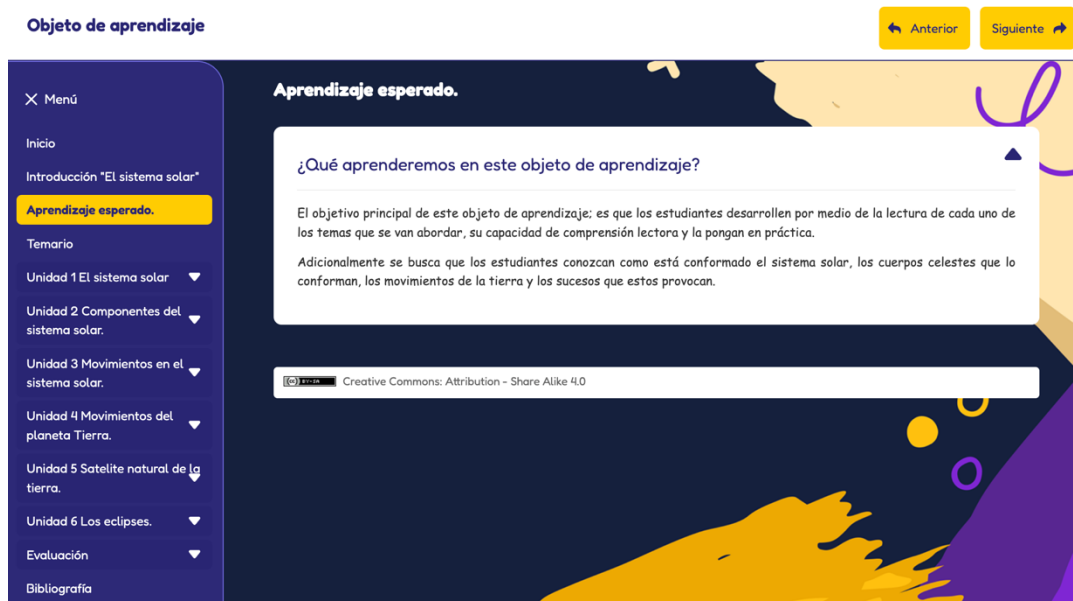 Objeto de aprendizaje
Anterior
Siguiente
Menú
Inicio
Introducción "El sistema solar"
Aprendizaje esperado.
Temario
Unidad 1 El sistema solar
Unidad 2 Componentes del
sistema solar.
Unidad 3 Movimientos en el
sistema solar.
Unidad 4 Movimientos del
planeta Tierra.
Unidad 5 Satelite natural de la
tierra.
Unidad 6 Los eclipses.
Evaluación
Bibliografía
Aprendizaje esperado.
¿Qué aprenderemos en este objeto de aprendizaje?
El objetivo principal de este objeto de aprendizaje; es que los estudiantes desarrollen por medio de la lectura de cada uno de
los temas que se van abordar, su capacidad de comprensión lectora y la pongan en práctica.
Adicionalmente se busca que los estudiantes conozcan como está conformado el sistema solar, los cuerpos celestes que lo
conforman, los movimientos de la tierra y los sucesos que estos provocan.
(cc) BY-SA Creative Commons: Attribution - Share Alike 4.0